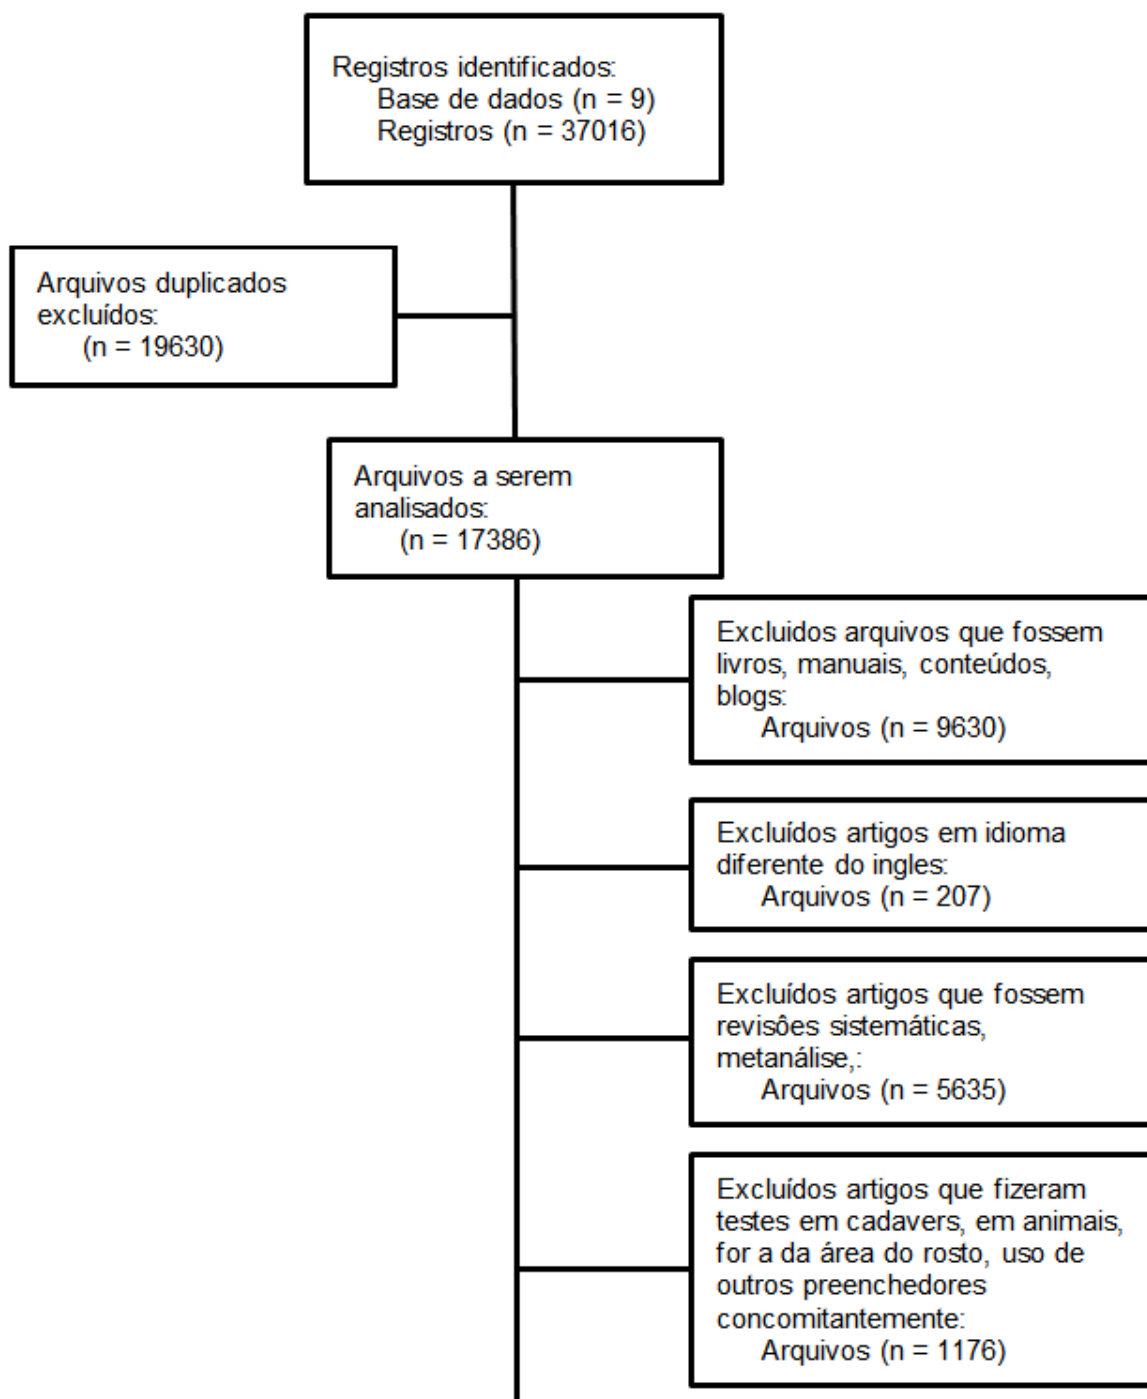 Registros identificados:
Base de dados (n = 9)
Registros (n = 37016)
Arquivos duplicados
excluídos:
(n = 19630)
Arquivos a serem
analisados:
(n = 17386)
Excluidos arquivos que fossem
livros, manuais, conteúdos,
blogs:
Arquivos (n = 9630)
Excluídos artigos em idioma
diferente do ingles:
Arquivos (n = 207)
Excluídos artigos que fossem
revisôes sistemáticas,
metanálise,:
Arquivos (n = 5635)
Excluídos artigos que fizeram
testes em cadavers, em animais,
for a da área do rosto, uso de
outros preenchedores
concomitantemente:
Arquivos (n = 1176)